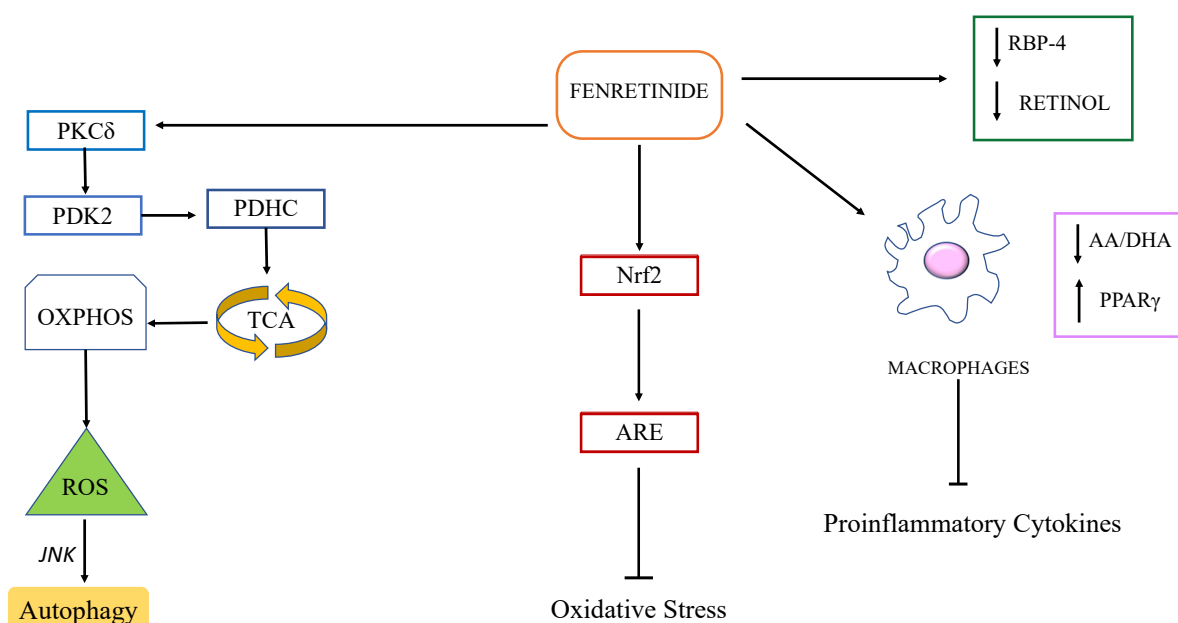 RBP-4
FENRETINIDE
RETINOL
PKCδ
PDK2
PDHC
AA/DHA
Nrf2
PPARγ
OXPHOS
TCA
MACROPHAGES
ARE
ROS
Proinflammatory Cytokines
JNK
Autophagy
Oxidative Stress